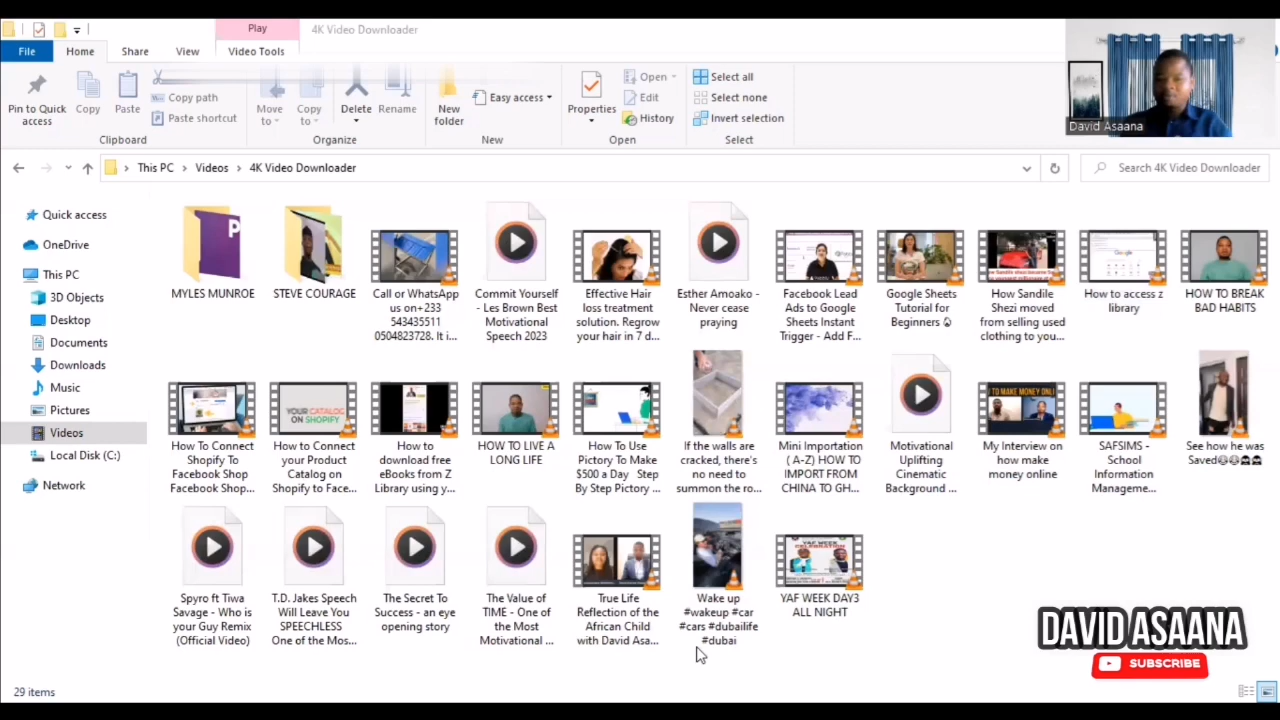 Play
4K Video Downloader
File
Home
Share
View
Video Tools
Pin to Quick
access
Copy
Paste
Copy path
Paste shortcut
Clipboard
Move
to
Copy
to
Delete
Rename
Organize
New
folder
Easy access
New
Properties
Open
Edit
History
Open
Select all
Select none
Invert selection
Select
David Asaana
This PC > Videos > 4K Video Downloader
Search 4K Video Downloader
Quick access
OneDrive
This PC
3D Objects
Desktop
Documents
Downloads
Music
Pictures
Videos
Local Disk (C:)
Network
MYLES MUNROE
STEVE COURAGE
Call or WhatsApp
us on+233
543435511
0504823728. It i...
Commit Yourself
- Les Brown Best
Motivational
Speech 2023
Effective Hair
loss treatment
solution. Regrow
your hair in 7 d...
Esther Amoako -
Never cease
praying
Facebook Lead
Ads to Google
Sheets Instant
Trigger - Add F...
Google Sheets
Tutorial for
Beginners
How Sandile
Shezi moved
from selling used
clothing to you...
How to access z
library
HOW TO BREAK
BAD HABITS
How To Connect
Shopify To
Facebook Shop
Facebook Shop...
YOUR CATALOG
ON SHOPIFY
How to Connect
your Product
Catalog on
Shopify to Face...
How to
download free
eBooks from Z
Library using y...
HOW TO LIVE A
LONG LIFE
How To Use
Pictory To Make
$500 a Day Step
By Step Pictory ...
If the walls are
cracked, there's
no need to
summon the ro...
Mini Importation
( A-Z) HOW TO
IMPORT FROM
CHINA TO GH...
Motivational
Uplifting
Cinematic
Background ...
TO MAKE MONEY ONLI
My Interview on
how make
money online
SAFSIMS -
School
Information
Manageme...
See how he was
Saved😂😂🤦🤦
Spyro ft Tiwa
Savage - Who is
your Guy Remix
(Official Video)
T.D. Jakes Speech
Will Leave You
SPEECHLESS
One of the Mos...
The Secret To
Success - an eye
opening story
The Value of
TIME - One of
the Most
Motivational ...
True Life
Reflection of the
African Child
with David Asa...
Wake up
#wakeup #car
#cars #dubailife
#dubai
YAF WEEK
CELEBRATION
YAF WEEK DAY3
ALL NIGHT
DAVID ASAANA
SUBSCRIBE
29 items